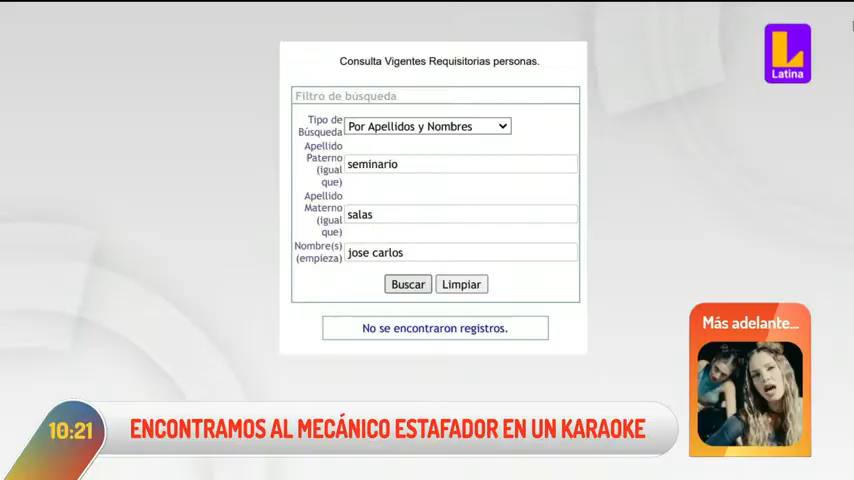 Latina
Consulta Vigentes Requisitorias personas.
Filtro de búsqueda
Tipo de
Búsqueda
Por Apellidos y Nombres
Apellido
Paterno
(igual
que)
seminario
Apellido
Materno
(igual
que)
salas
Nombre(s)
(empieza)
jose carlos
Buscar
Limpiar
No se encontraron registros.
Más adelante...
10:21
ENCONTRAMOS AL MECÁNICO ESTAFADOR EN UN KARAOKE